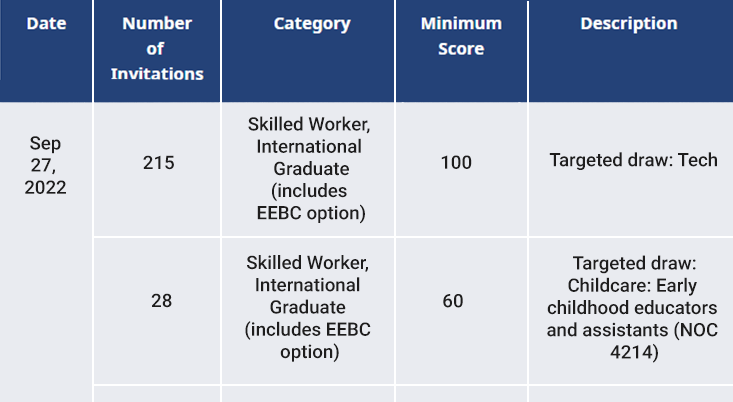 Date
Number
of
Invitations
Category
Minimum
Score
Description
Sep
27,
2022
215
Skilled Worker,
International
Graduate
(includes
EEBC option)
100
Targeted draw: Tech
28
Skilled Worker,
International
Graduate
(includes EEBC
option)
60
Targeted draw:
Childcare: Early
childhood educators
and assistants (NOC
4214)